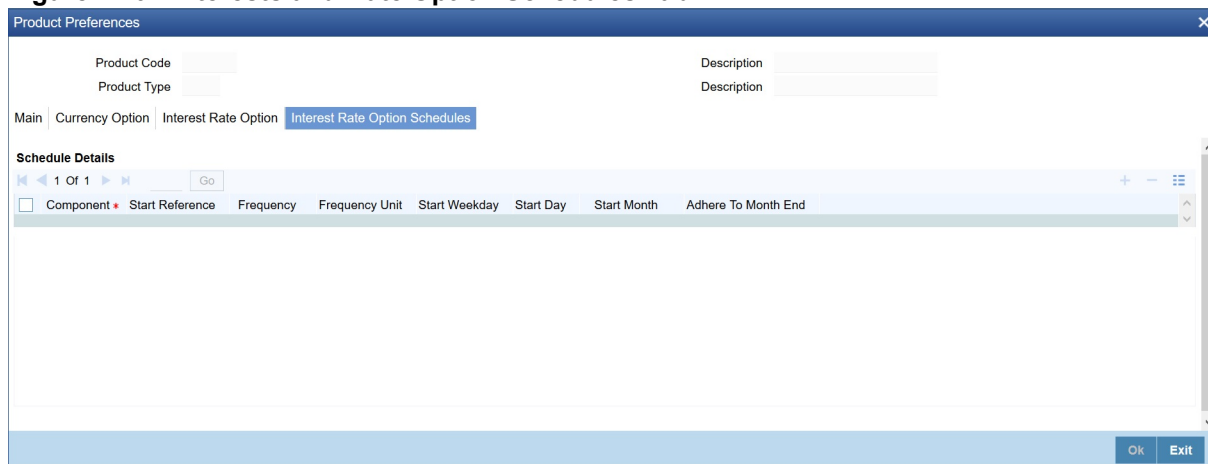 Product Preferences
Product Code
Description
Product Type
Description
Main Currency Option Interest Rate Option Interest Rate Option Schedules
Schedule Details
1 Of 1 Go
Component * Start Reference Frequency Frequency Unit Start Weekday Start Day Start Month Adhere To Month End
Ok Exit